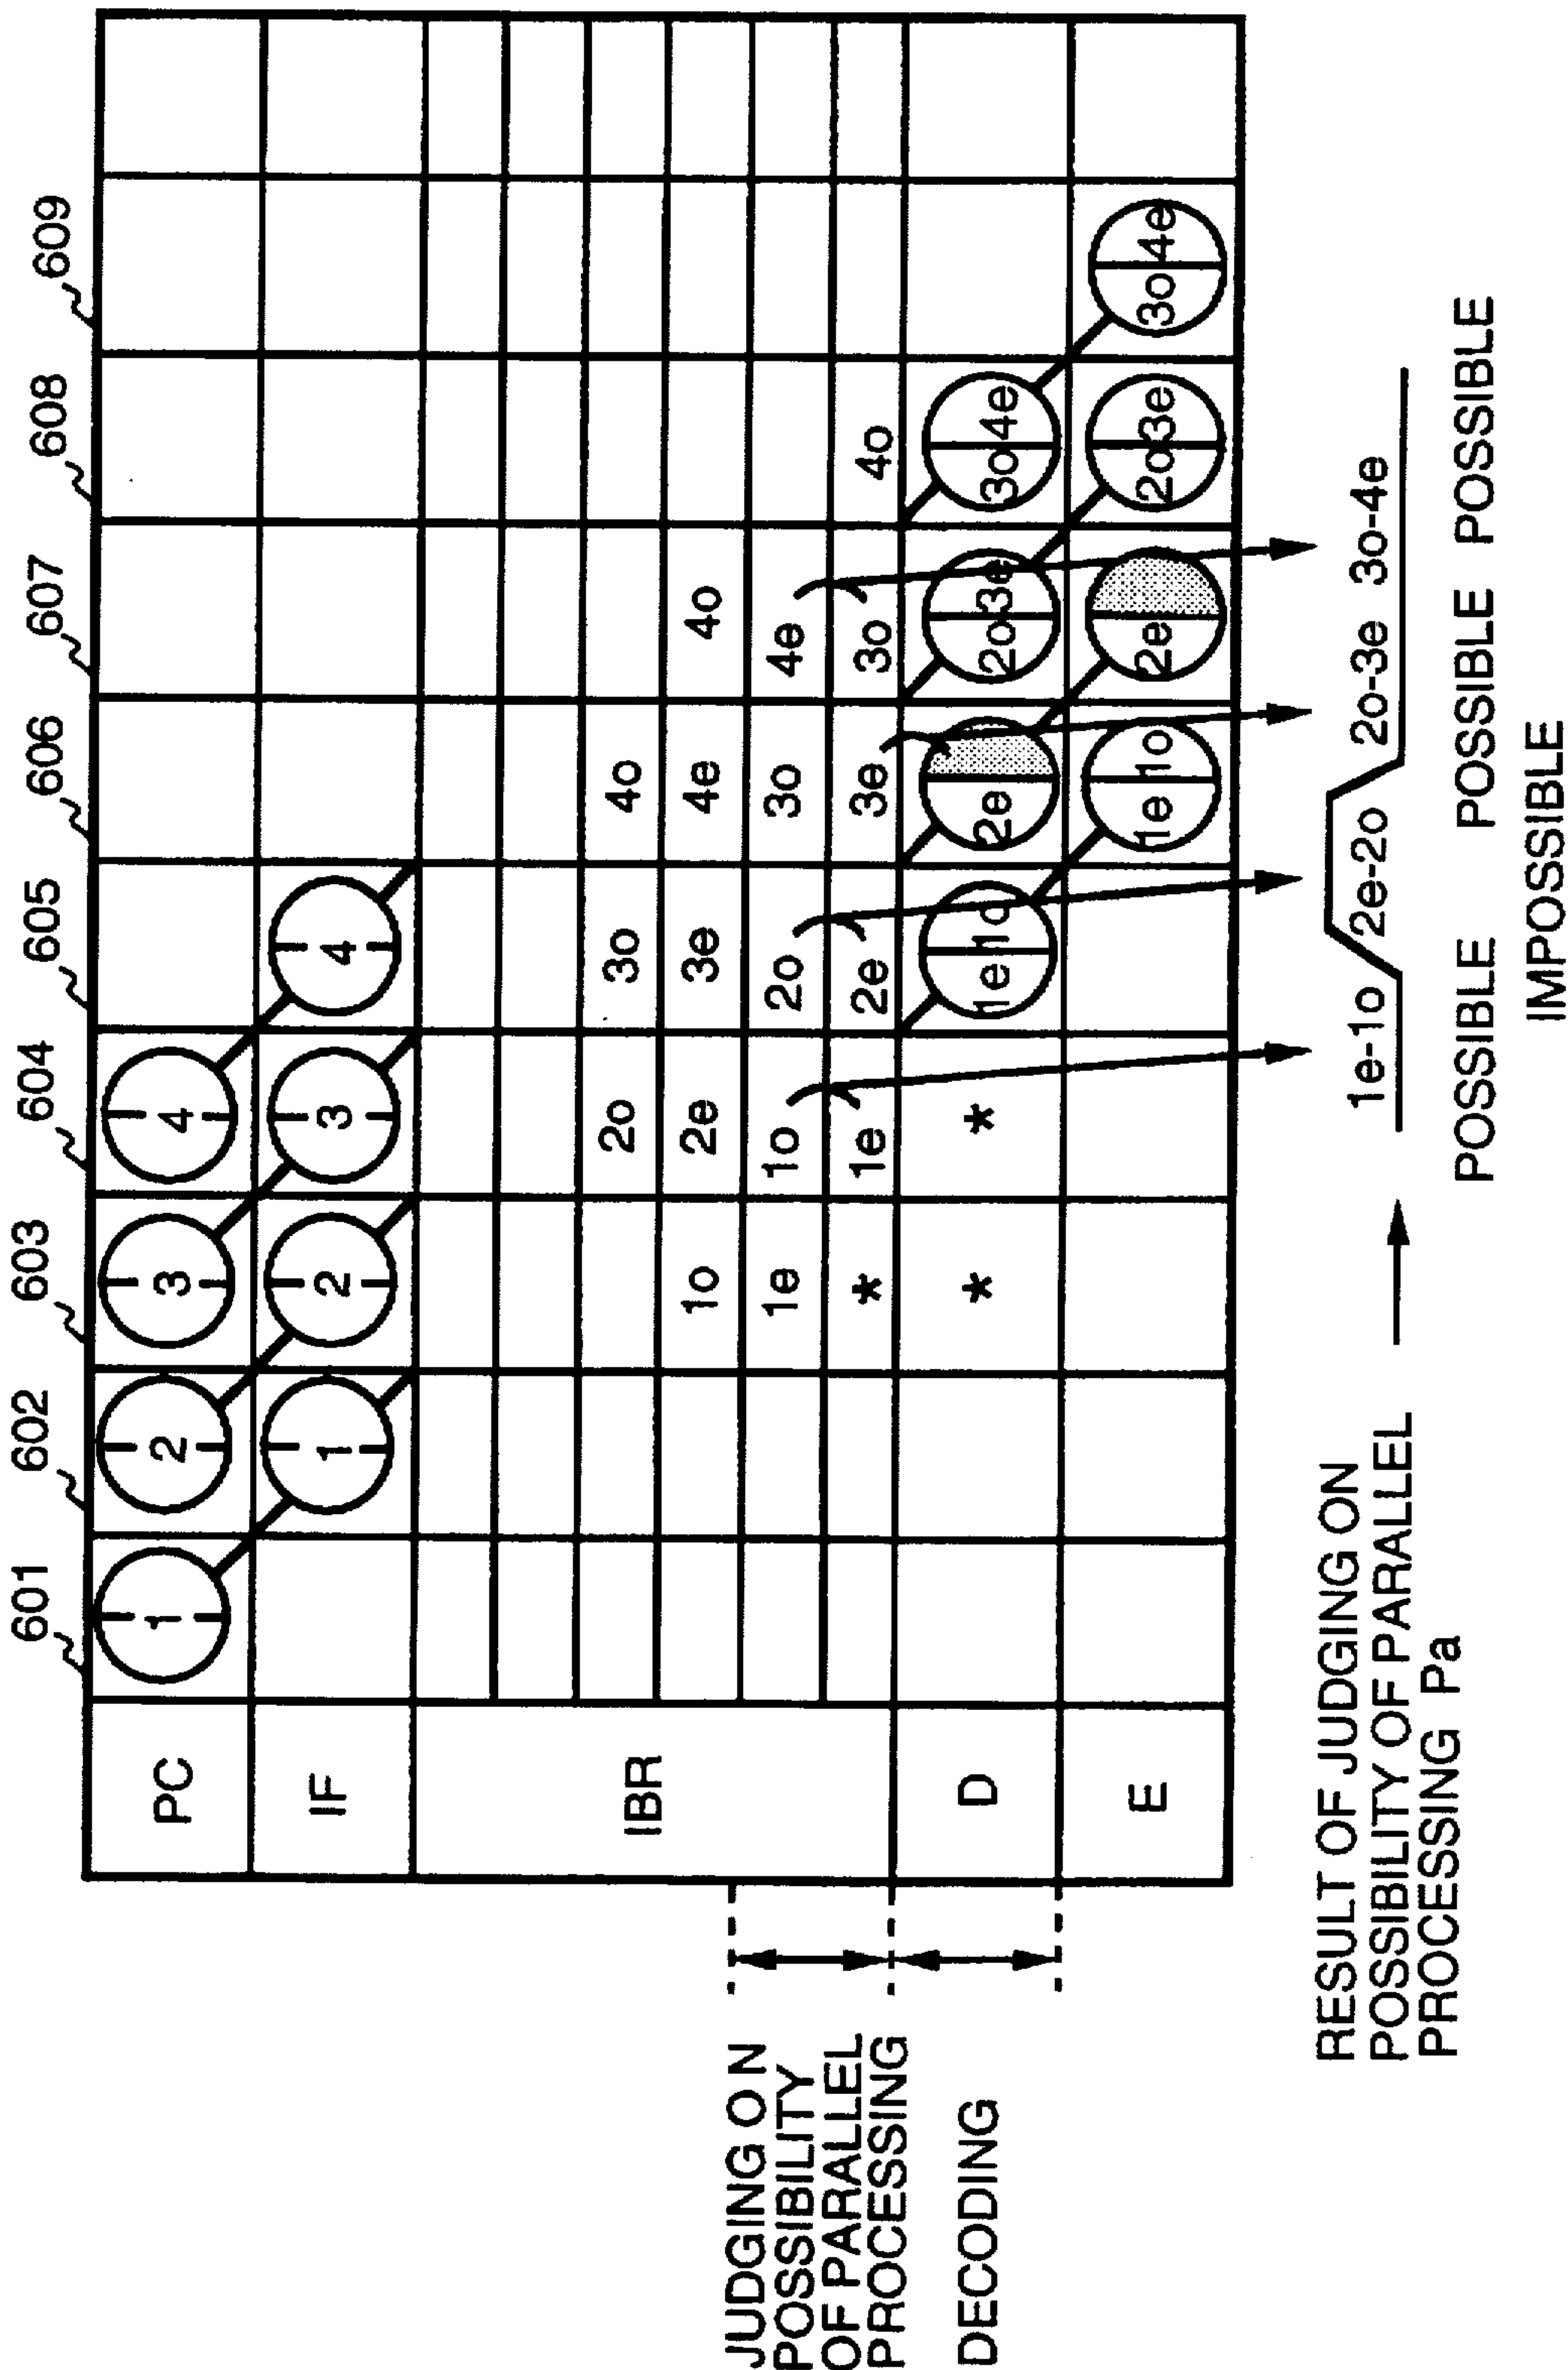 601 602 603 604 605 606 607 608 609
PC 1 2 3 4
IF 1 2 3 4
IBR
2o 3o 4o
1o 2e 3e 4e 4o
1e 1o 2o 3o 4e
* 1e 2e 3e 3o 4o
D * * 1e 1o 2e 2o 3e 3o 4e
E 1e 1o 2e 2o 3e 3o 4e
JUDGING ON
POSSIBILITY
OF PARALLEL
PROCESSING
DECODING
RESULT OF JUDGING ON
POSSIBILITY OF PARALLEL
PROCESSING Pa
1e-1o 2e-2o 2o-3e 3o-4e
POSSIBLE POSSIBLE POSSIBLE
IMPOSSIBLE